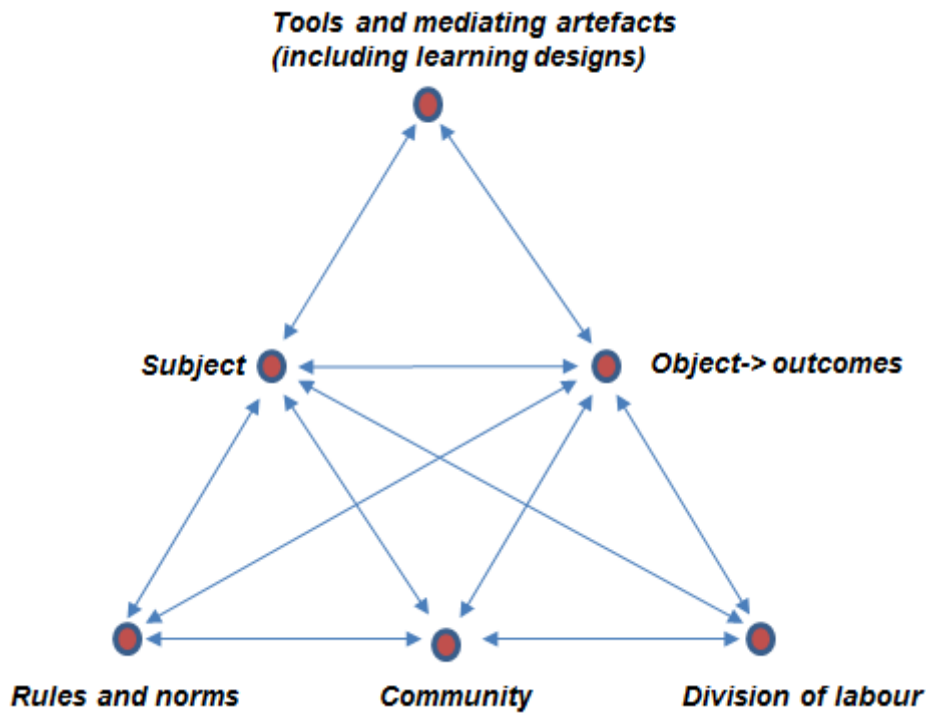 Tools and mediating artefacts
(including learning designs)
Subject
Object-> outcomes
Rules and norms
Community
Division of labour